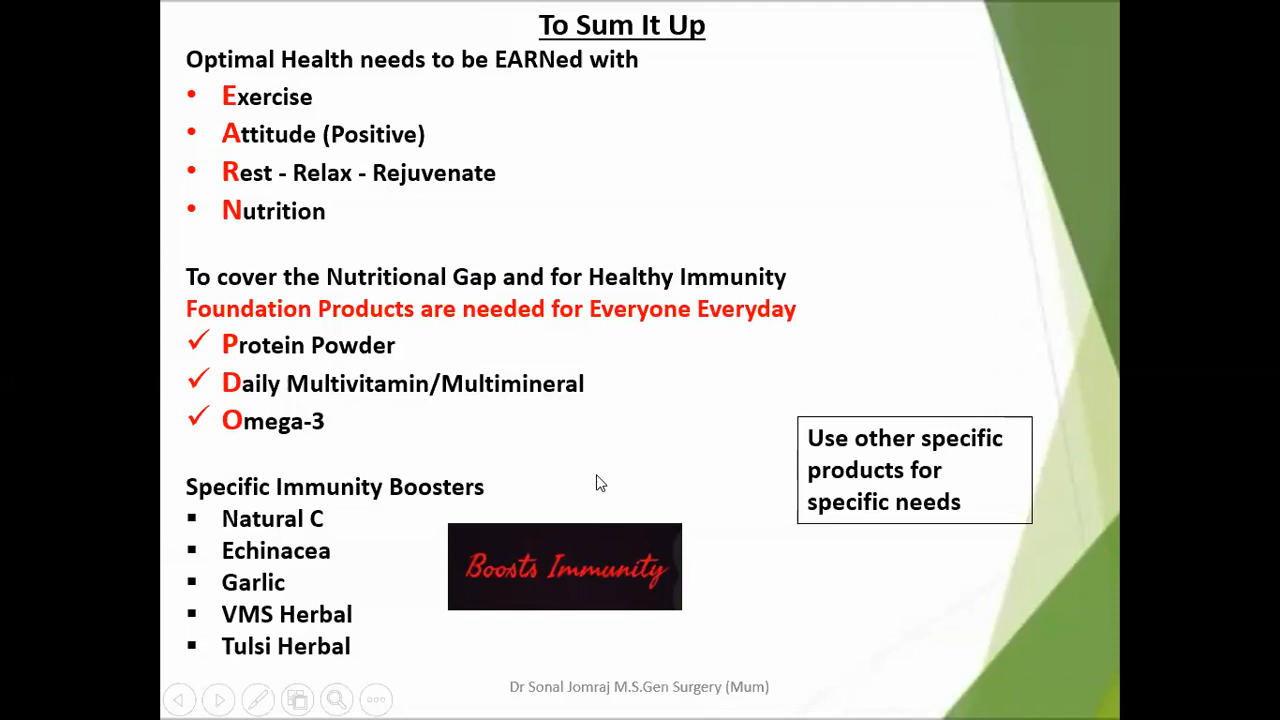 To Sum It Up
Optimal Health needs to be EARNed with
• Exercise
• Attitude (Positive)
• Rest - Relax - Rejuvenate
• Nutrition
To cover the Nutritional Gap and for Healthy Immunity
Foundation Products are needed for Everyone Everyday
✓ Protein Powder
✓ Daily Multivitamin/Multimineral
✓ Omega-3
Use other specific
products for
specific needs
Specific Immunity Boosters
▪ Natural C
▪ Echinacea
▪ Garlic
▪ VMS Herbal
▪ Tulsi Herbal
Boosts Immunity
Dr Sonal Jomraj M.S.Gen Surgery (Mum)